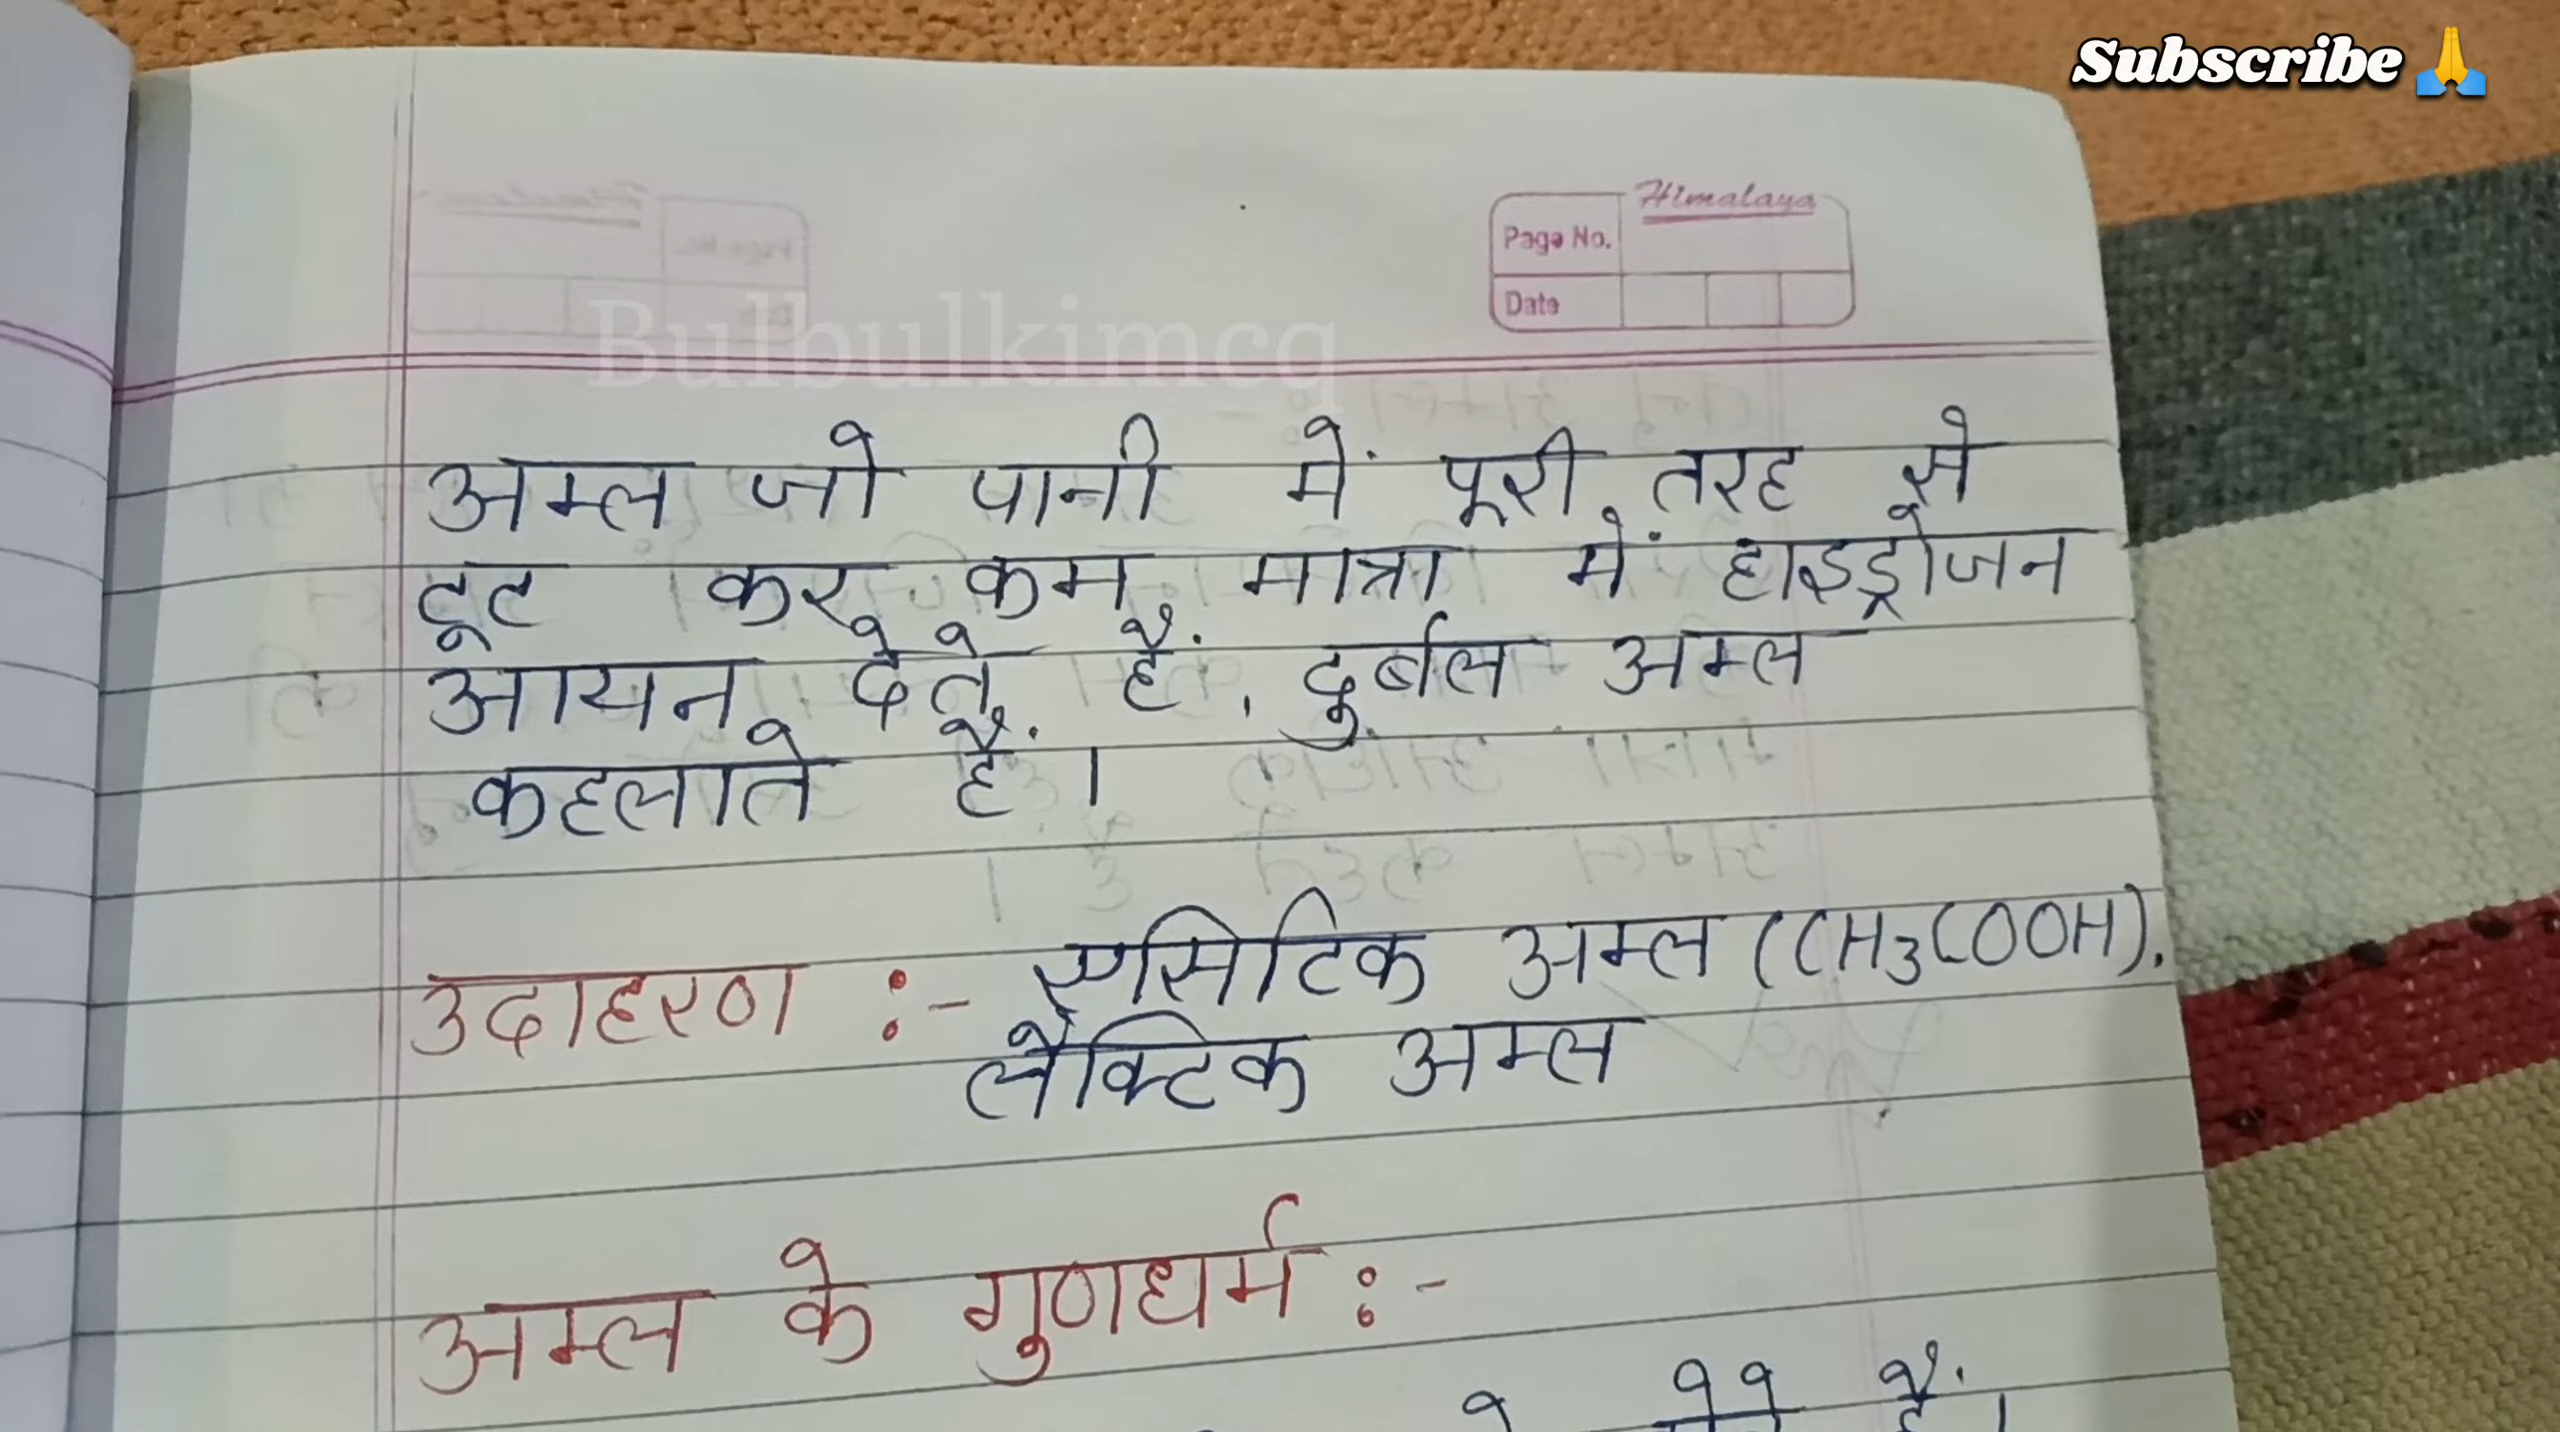 Subscribe 🙏
Himalaya
Page No.
Date
Bulbulkimcq
अम्ल जो पानी में पूरी तरह से
टूट कर कम मात्रा में हाइड्रोजन
आयन देते हैं, दुर्बल अम्ल
कहलाते हैं।
उदाहरण :- एसिटिक अम्ल (CH3COOH),
लैक्टिक अम्ल
अम्ल के गुणधर्म :-
हैं।